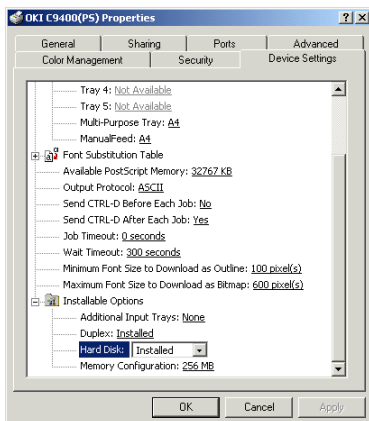 OKI C9400(PS) Properties
General Sharing Ports Advanced
Color Management Security Device Settings
Tray 4: Not Available
Tray 5: Not Available
Multi-Purpose Tray: A4
ManualFeed: A4
Font Substitution Table
Available PostScript Memory: 32767 KB
Output Protocol: ASCII
Send CTRL-D Before Each Job: No
Send CTRL-D After Each Job: Yes
Job Timeout: 0 seconds
Wait Timeout: 300 seconds
Minimum Font Size to Download as Outline: 100 pixel(s)
Maximum Font Size to Download as Bitmap: 600 pixel(s)
Installable Options
Additional Input Trays: None
Duplex: Installed
Hard Disk: Installed
Memory Configuration: 256 MB
OK Cancel Apply